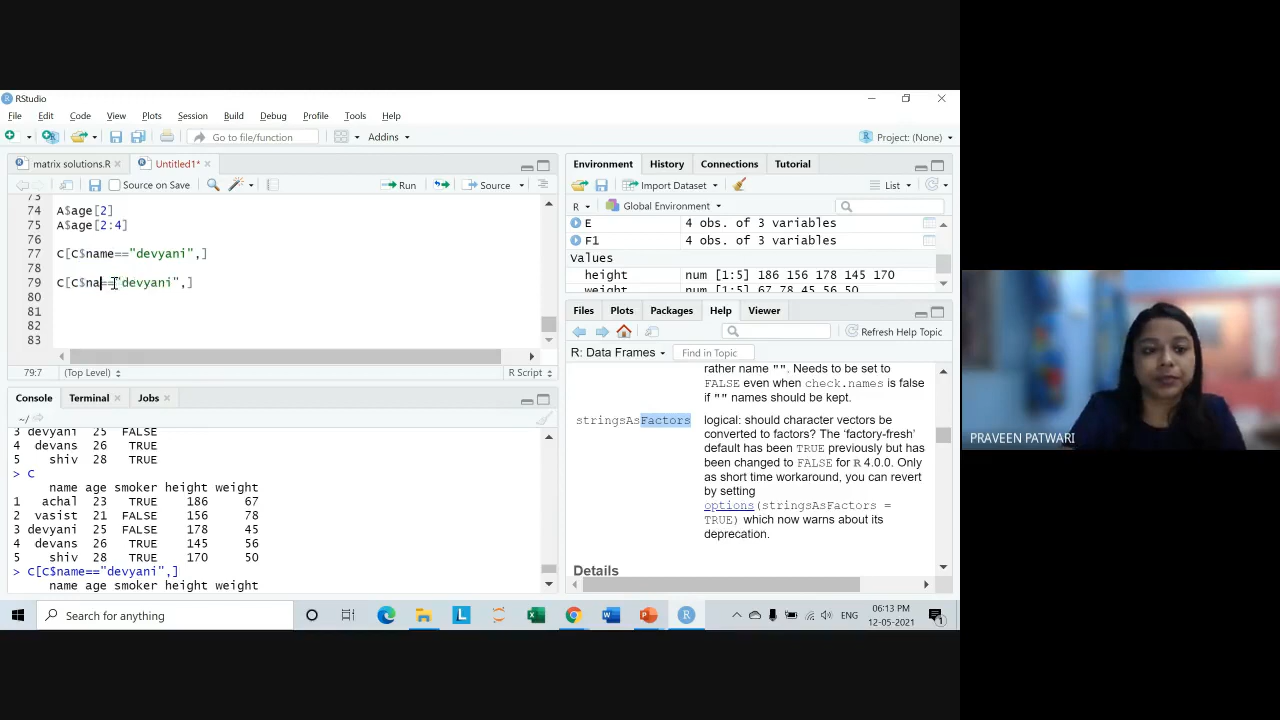 RStudio
File Edit Code View Plots Session Build Debug Profile Tools Help
Go to file/function Addins Project: (None)
matrix solutions.R Untitled1*
Source on Save Run Source
73
74 A$age[2]
75 A$age[2:4]
76
77 C[C$name=="devyani",]
78
79 C[C$na=="devyani",]
80
81
82
83
79:7 (Top Level) R Script
Console Terminal Jobs
~/
3 devyani 25 FALSE
4 devans 26 TRUE
5 shiv 28 TRUE
> C
name age smoker height weight
1 achal 23 TRUE 186 67
2 vasist 21 FALSE 156 78
3 devyani 25 FALSE 178 45
4 devans 26 TRUE 145 56
5 shiv 28 TRUE 170 50
> C[C$name=="devyani",]
name age smoker height weight
Environment History Connections Tutorial
Import Dataset List
R Global Environment
E 4 obs. of 3 variables
F1 4 obs. of 3 variables
Values
height num [1:5] 186 156 178 145 170
weight num [1:5] 67 78 45 56 50
Files Plots Packages Help Viewer
Refresh Help Topic
R: Data Frames Find in Topic
rather name "". Needs to be set
to FALSE even when check.names is false
if "" names should be kept.
stringsAsFactors logical: should character vectors be
converted to factors? The ‘factory-fresh’
default has been TRUE previously but has
been changed to FALSE for R 4.0.0. Only
as short time workaround, you can revert
by setting
options(stringsAsFactors =
TRUE) which now warns about its
deprecation.
Details
PRAVEEN PATWARI
Search for anything
ENG
06:13 PM
12-05-2021
1